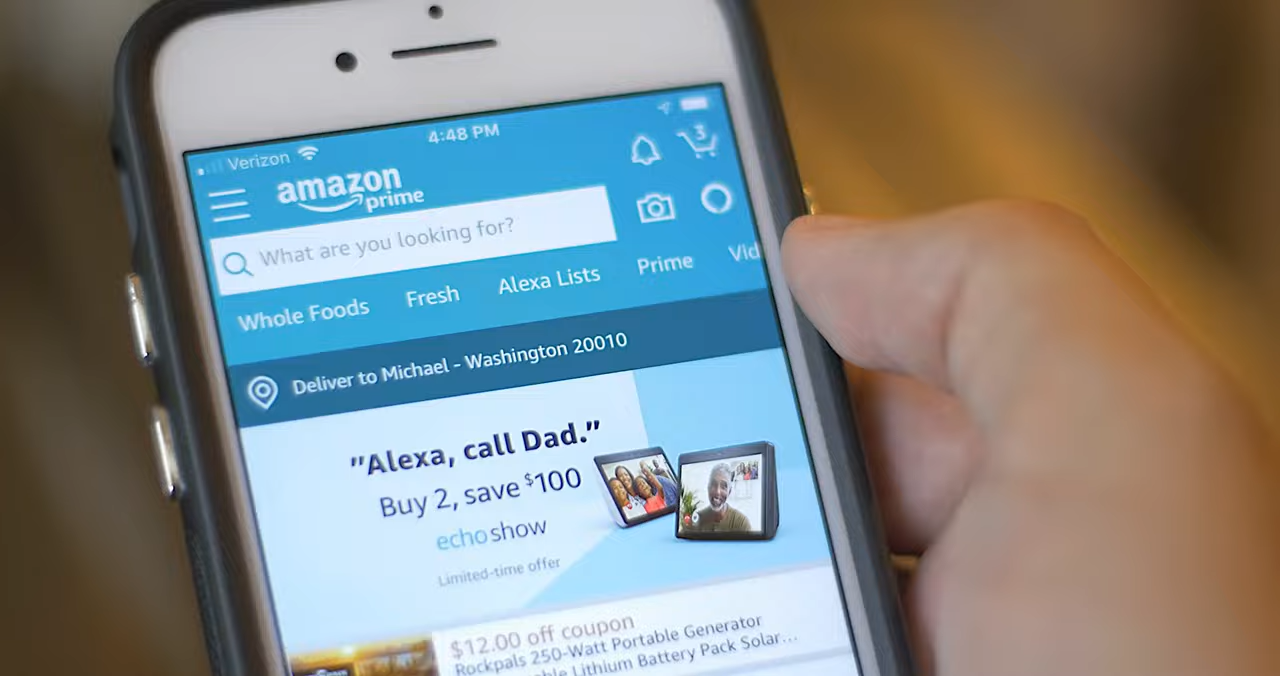 4:48 PM
Verizon
3
amazon
prime
What are you looking for?
Whole Foods Fresh Alexa Lists Prime Vid
Deliver to Michael - Washington 20010
"Alexa, call Dad."
Buy 2, save $100
echo show
Limited-time offer
$12.00 off coupon
Rockpals 250-Watt Portable Generator
ble Lithium Battery Pack Solar...